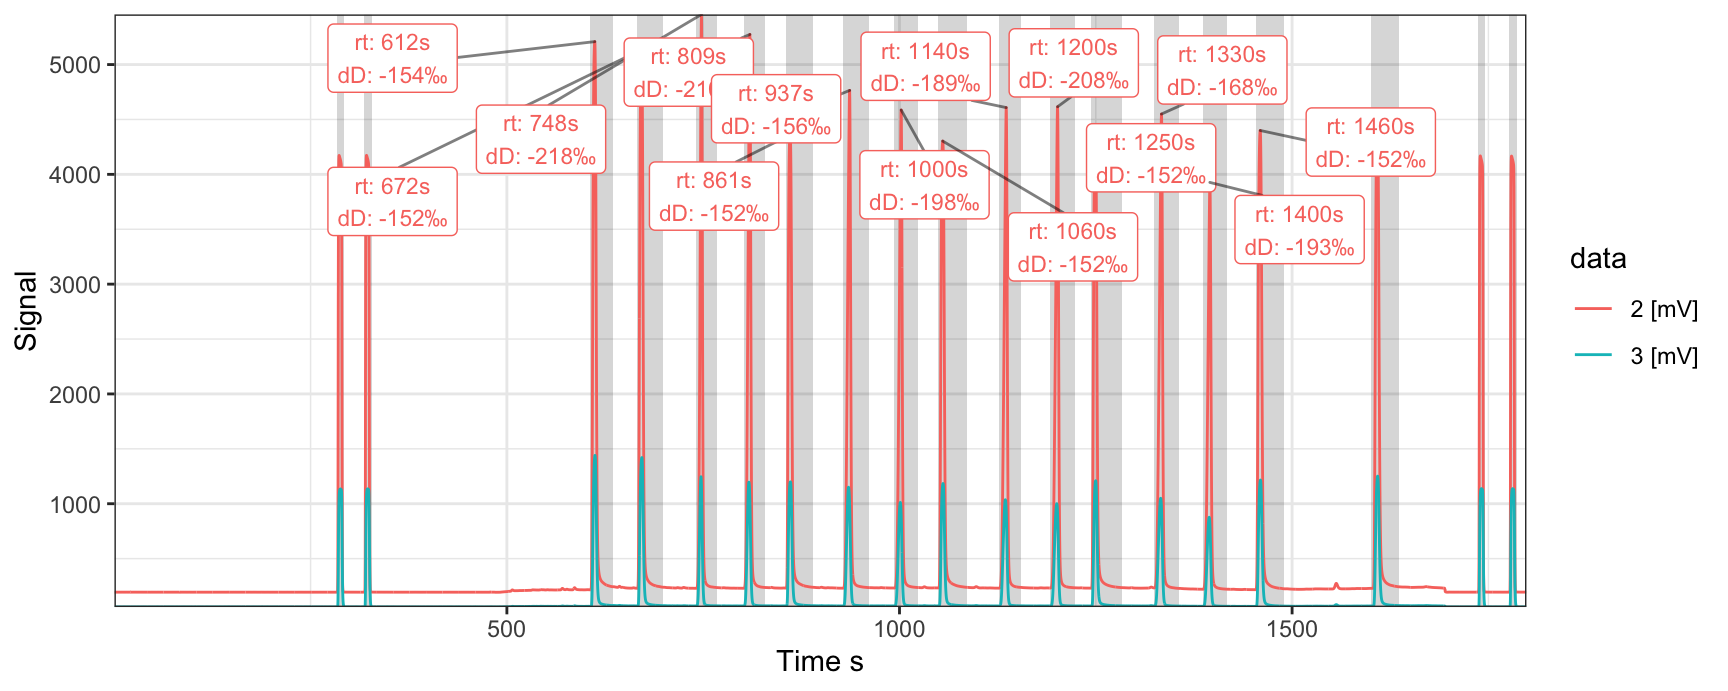 rt: 612s
dD: -154‰
rt: 672s
dD: -152‰
rt: 748s
dD: -218‰
rt: 809s
dD: -21
rt: 861s
dD: -152‰
rt: 937s
dD: -156‰
rt: 1000s
dD: -198‰
rt: 1060s
dD: -152‰
rt: 1140s
dD: -189‰
rt: 1200s
dD: -208‰
rt: 1250s
dD: -152‰
rt: 1330s
dD: -168‰
rt: 1400s
dD: -193‰
rt: 1460s
dD: -152‰
5000
4000
3000
2000
1000
Signal
500
1000
1500
Time s
data
2 [mV]
3 [mV]